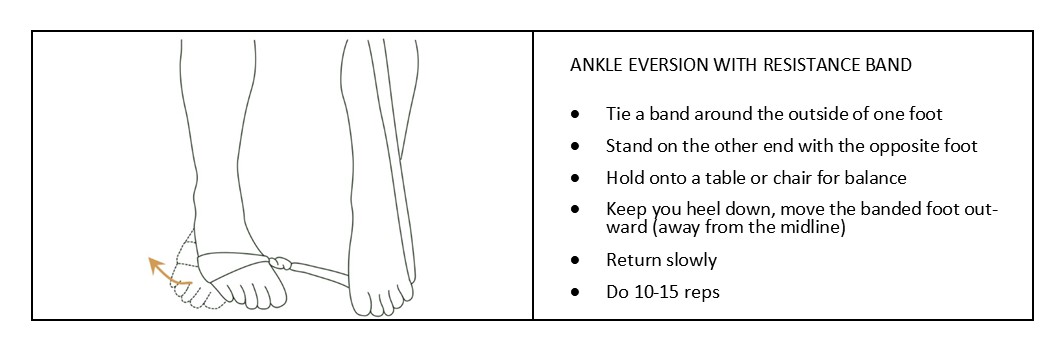 ANKLE EVERSION WITH RESISTANCE BAND
• Tie a band around the outside of one foot
• Stand on the other end with the opposite foot
• Hold onto a table or chair for balance
• Keep you heel down, move the banded foot out-
ward (away from the midline)
• Return slowly
• Do 10-15 reps